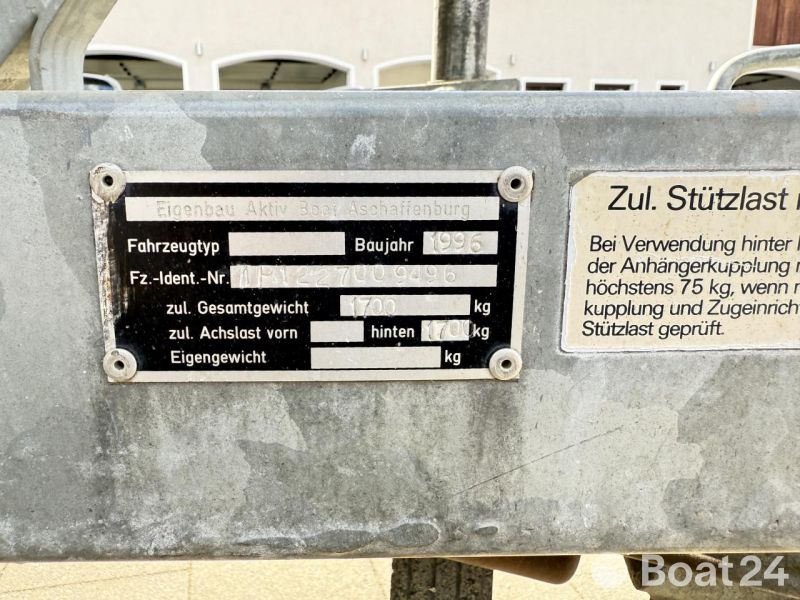 Eigenbau Aktiv Boot Aschaffenburg
Fahrzeugtyp Baujahr 1996
Fz.-Ident.-Nr.
zul. Gesamtgewicht 1700 kg
zul. Achslast vorn hinten 1700 kg
Eigengewicht kg
Zul. Stützlast
Bei Verwendung hinter
der Anhängerkupplung
höchstens 75 kg, wenn
kupplung und Zugeinrich
Stützlast geprüft.
Boat24